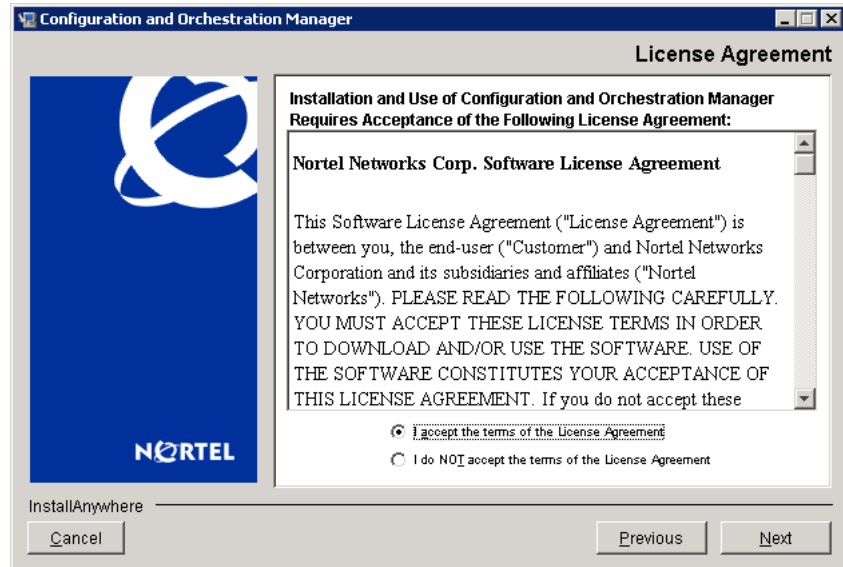 Configuration and Orchestration Manager
License Agreement
Installation and Use of Configuration and Orchestration Manager
Requires Acceptance of the Following License Agreement:
Nortel Networks Corp. Software License Agreement
This Software License Agreement ("License Agreement") is
between you, the end-user ("Customer") and Nortel Networks
Corporation and its subsidiaries and affiliates ("Nortel
Networks"). PLEASE READ THE FOLLOWING CAREFULLY.
YOU MUST ACCEPT THESE LICENSE TERMS IN ORDER
TO DOWNLOAD AND/OR USE THE SOFTWARE. USE OF
THE SOFTWARE CONSTITUTES YOUR ACCEPTANCE OF
THIS LICENSE AGREEMENT. If you do not accept these
I accept the terms of the License Agreement
I do NOT accept the terms of the License Agreement
NORTEL
InstallAnywhere
Cancel
Previous
Next